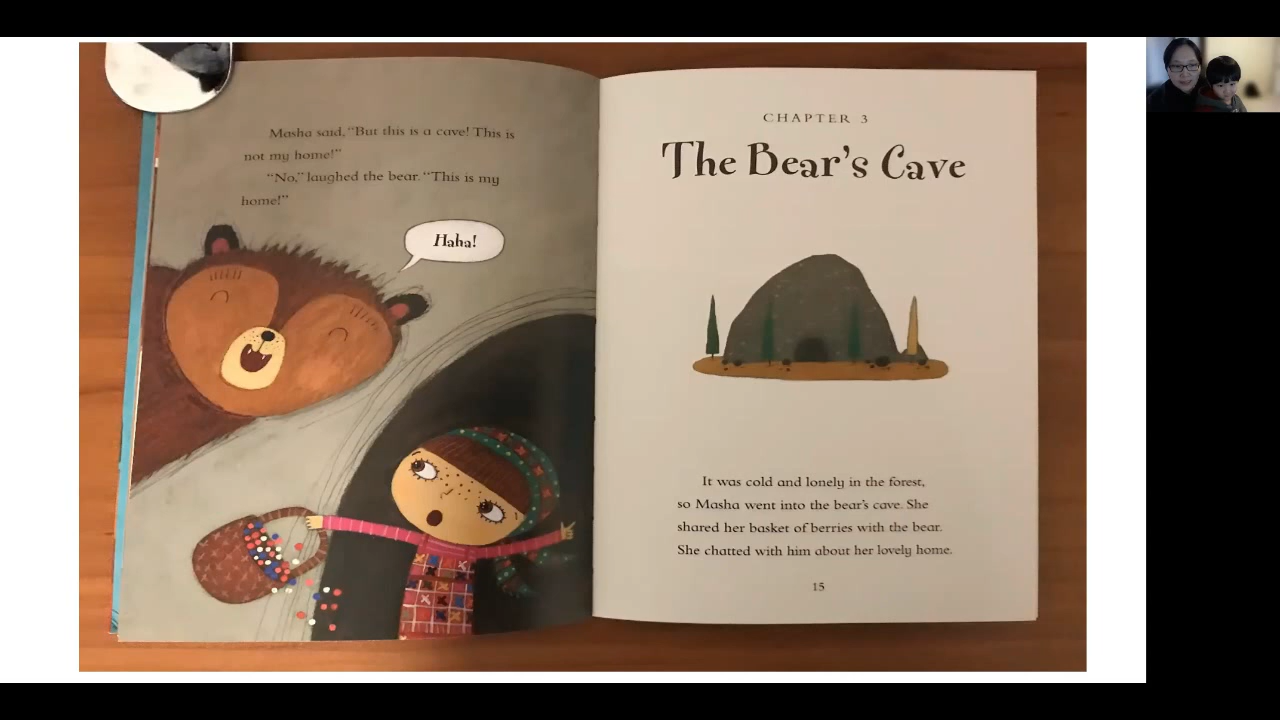 Masha said, "But this is a cave! This is
not my home!"
"No," laughed the bear. "This is my
home!"
Haha!
CHAPTER 3
The Bear's Cave
It was cold and lonely in the forest,
so Masha went into the bear's cave. She
shared her basket of berries with the bear.
She chatted with him about her lovely home.
15